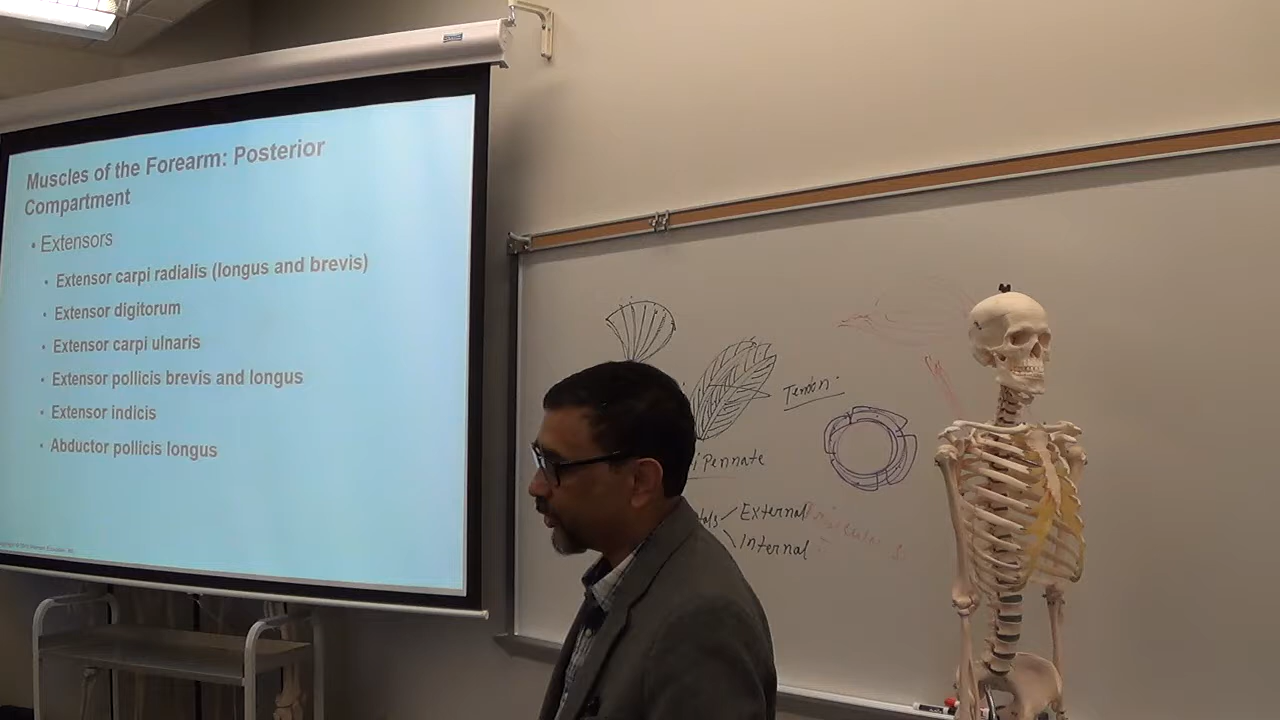 Muscles of the Forearm: Posterior
Compartment
• Extensors
• Extensor carpi radialis (longus and brevis)
• Extensor digitorum
• Extensor carpi ulnaris
• Extensor pollicis brevis and longus
• Extensor indicis
• Abductor pollicis longus
Tendon
Pennate
External
Internal